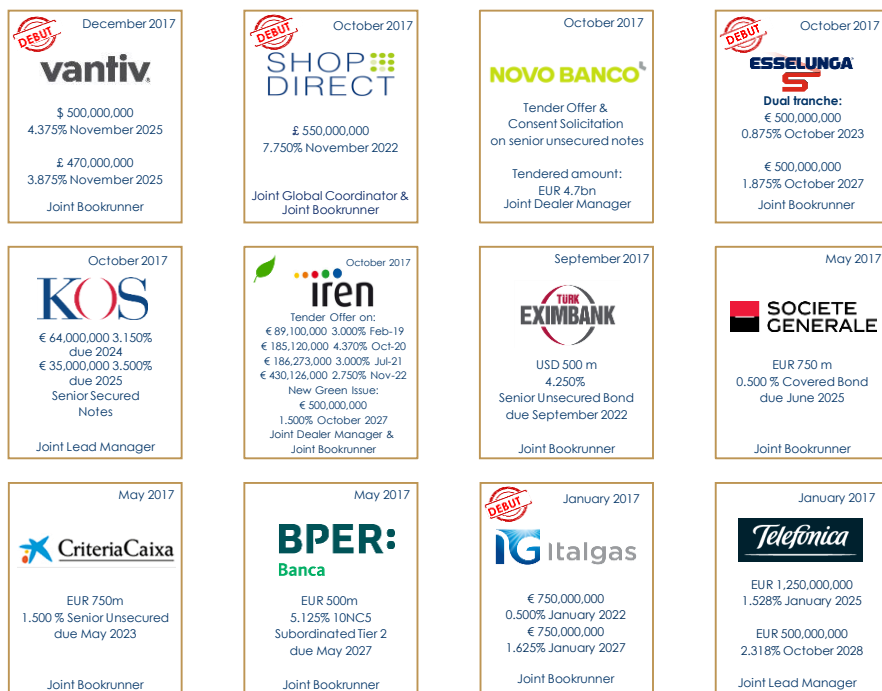 December 2017
DEBUT
vantiv.
$ 500,000,000
4.375% November 2025
£ 470,000,000
3.875% November 2025
Joint Bookrunner
October 2017
DEBUT
SHOP
DIRECT
£ 550,000,000
7.750% November 2022
Joint Global Coordinator &
Joint Bookrunner
October 2017
NOVO BANCO
Tender Offer &
Consent Solicitation
on senior unsecured notes
Tendered amount:
EUR 4.7bn
Joint Dealer Manager
October 2017
DEBUT
ESSELUNGA
S
Dual tranche:
€ 500,000,000
0.875% October 2023
€ 500,000,000
1.875% October 2027
Joint Bookrunner
October 2017
KOS
€ 64,000,000 3.150%
due 2024
€ 35,000,000 3.500%
due 2025
Senior Secured
Notes
Joint Lead Manager
October 2017
iren
Tender Offer on:
€ 89,100,000 3.000% Feb-19
€ 185,120,000 4.370% Oct-20
€ 186,273,000 3.000% Jul-21
€ 430,126,000 2.750% Nov-22
New Green Issue:
€ 500,000,000
1.500% October 2027
Joint Dealer Manager &
Joint Bookrunner
September 2017
TÜRK
EXIMBANK
USD 500 m
4.250%
Senior Unsecured Bond
due September 2022
Joint Bookrunner
May 2017
SOCIETE
GENERALE
EUR 750 m
0.500 % Covered Bond
due June 2025
Joint Bookrunner
May 2017
CriteriaCaixa
EUR 750m
1.500 % Senior Unsecured
due May 2023
Joint Bookrunner
May 2017
BPER:
Banca
EUR 500m
5.125% 10NC5
Subordinated Tier 2
due May 2027
Joint Bookrunner
January 2017
DEBUT
IG Italgas
€ 750,000,000
0.500% January 2022
€ 750,000,000
1.625% January 2027
Joint Bookrunner
January 2017
Telefónica
EUR 1,250,000,000
1.528% January 2025
EUR 500,000,000
2.318% October 2028
Joint Lead Manager